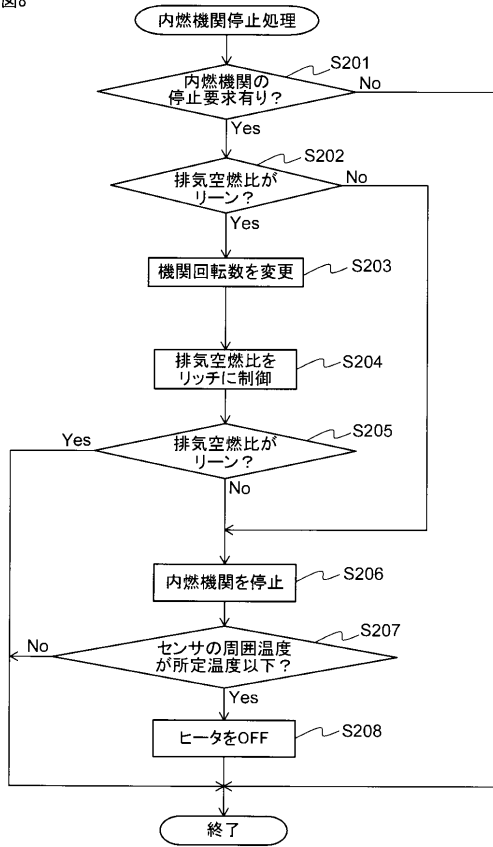 図8
内燃機関停止処理
S201
内燃機関の
停止要求有り?
No
Yes
S202
排気空燃比が
リーン?
No
Yes
機関回転数を変更
S203
排気空燃比を
リッチに制御
S204
S205
排気空燃比が
リーン?
Yes
No
内燃機関を停止
S206
S207
センサの周囲温度
が所定温度以下?
No
Yes
ヒータをOFF
S208
終了